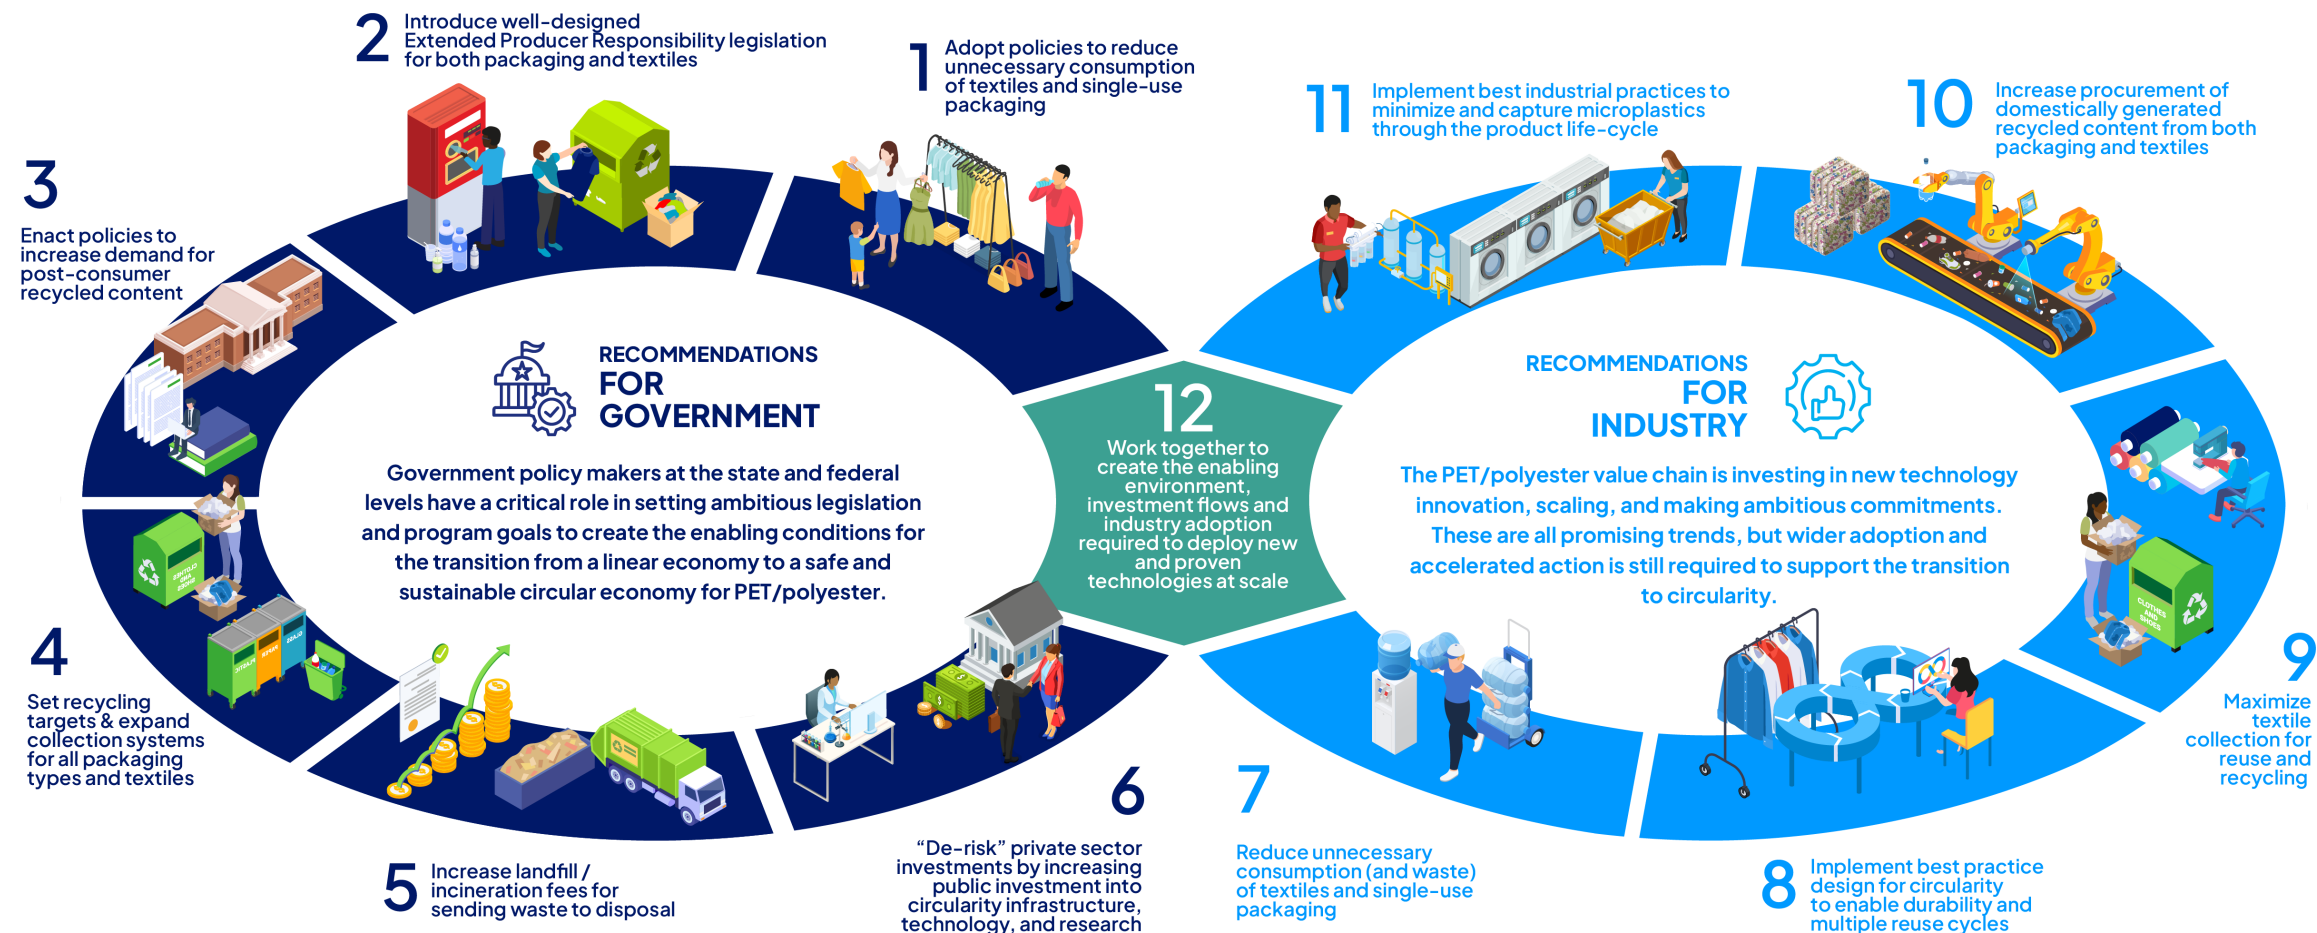 1
Adopt policies to reduce
unnecessary consumption
of textiles and single-use
packaging
2
Introduce well-designed
Extended Producer Responsibility legislation
for both packaging and textiles
3
Enact policies to
increase demand for
post-consumer
recycled content
4
Set recycling
targets & expand
collection systems
for all packaging
types and textiles
5
Increase landfill /
incineration fees for
sending waste to disposal
6
“De-risk” private sector
investments by increasing
public investment into
circularity infrastructure,
technology, and research
RECOMMENDATIONS
FOR
GOVERNMENT
Government policy makers at the state and federal
levels have a critical role in setting ambitious legislation
and program goals to create the enabling conditions for
the transition from a linear economy to a safe and
sustainable circular economy for PET/polyester.
CLOTHES
AND
SHOES
PLASTIC
PAPER
GLASS
12
Work together to
create the enabling
environment,
investment flows and
industry adoption
required to deploy new
and proven
technologies at scale
RECOMMENDATIONS
FOR
INDUSTRY
The PET/polyester value chain is investing in new technology
innovation, scaling, and making ambitious commitments.
These are all promising trends, but wider adoption and
accelerated action is still required to support the transition
to circularity.
7
Reduce unnecessary
consumption (and waste)
of textiles and single-use
packaging
8
Implement best practice
design for circularity
to enable durability and
multiple reuse cycles
9
Maximize
textile
collection for
reuse and
recycling
CLOTHES
AND
SHOES
10
Increase procurement of
domestically generated
recycled content from both
packaging and textiles
11
Implement best industrial practices to
minimize and capture microplastics
through the product life-cycle